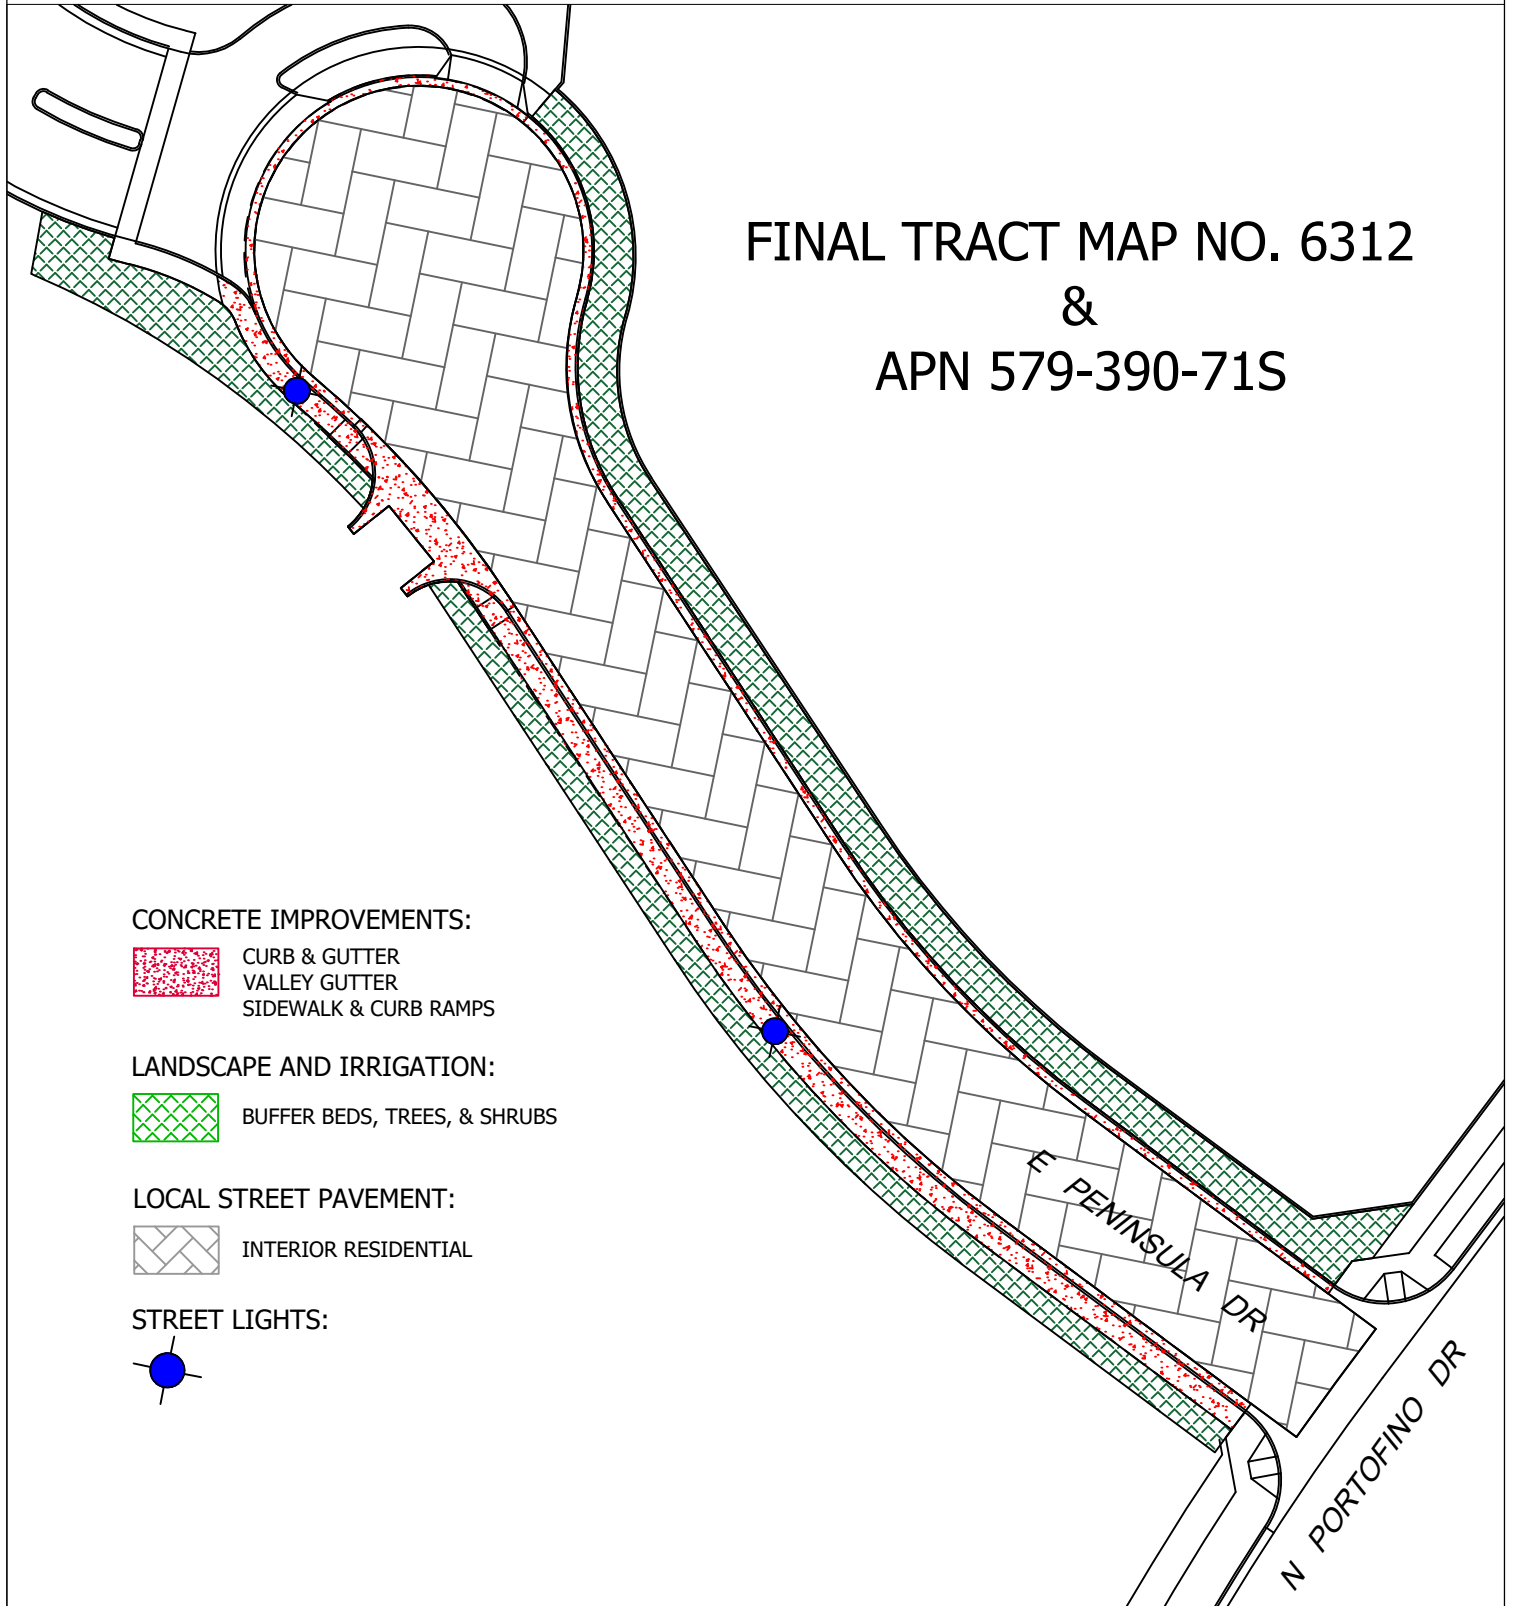 FINAL TRACT MAP NO. 6312
&
APN 579-390-71S
CONCRETE IMPROVEMENTS:
CURB & GUTTER
VALLEY GUTTER
SIDEWALK & CURB RAMPS
LANDSCAPE AND IRRIGATION:
BUFFER BEDS, TREES, & SHRUBS
LOCAL STREET PAVEMENT:
INTERIOR RESIDENTIAL
STREET LIGHTS:
E PENINSULA DR
N PORTOFINO DR